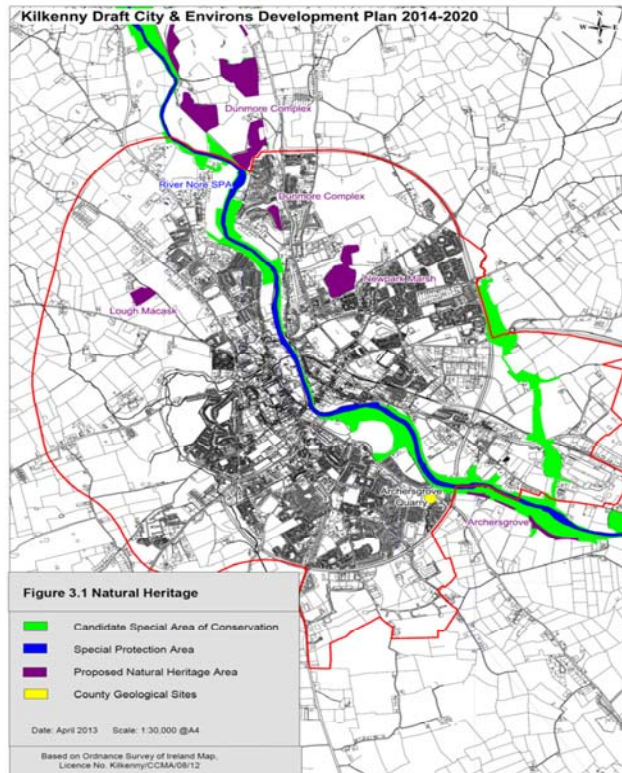 Kilkenny Draft City & Environs Development Plan 2014-2020
N
W E
S
Dunmore Complex
River Nore SPA
Dunmore Complex
Newpark Marsh
Lough Macask
Archersgrove
Quarry
Archersgrove
Figure 3.1 Natural Heritage
Candidate Special Area of Conservation
Special Protection Area
Proposed Natural Heritage Area
County Geological Sites
Date: April 2013 Scale: 1:30,000 @A4
Based on Ordnance Survey of Ireland Map,
Licence No. Kilkenny/CCMA/08/12